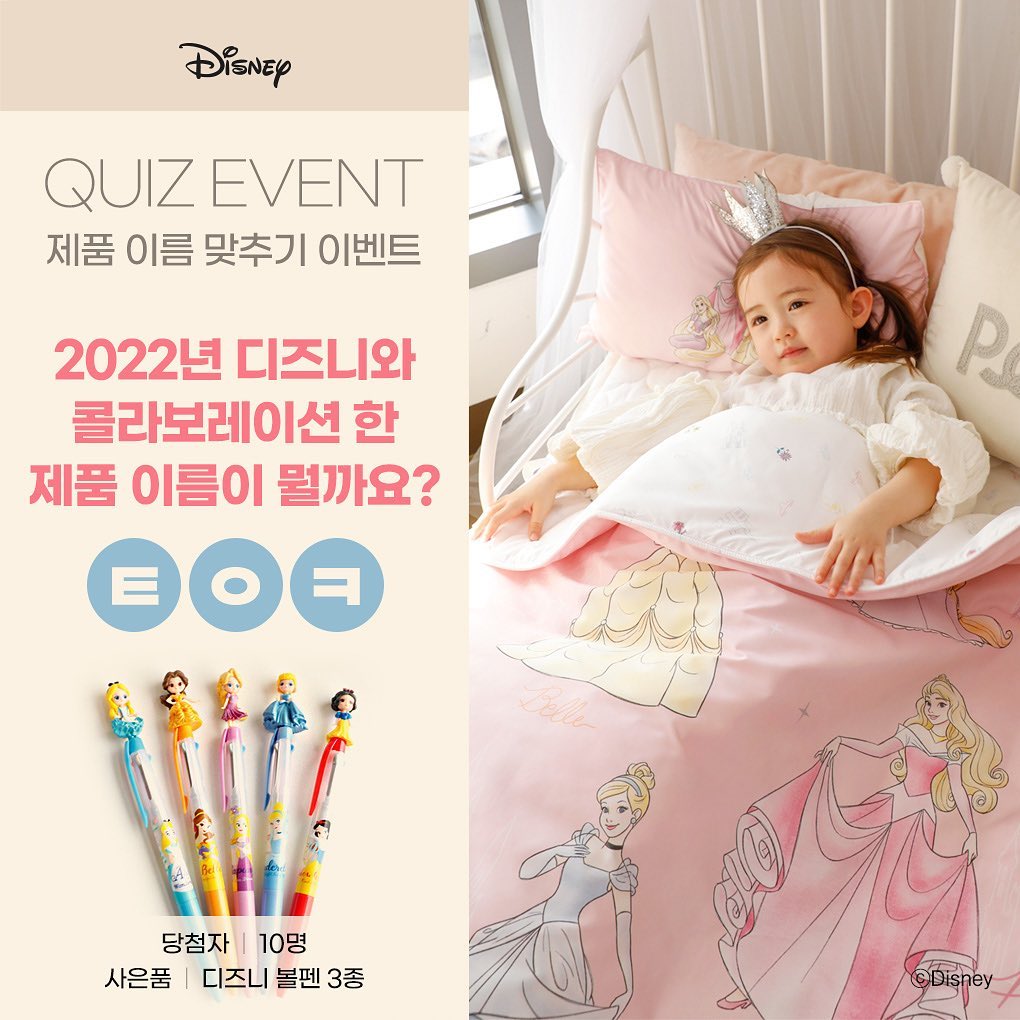 Disney
QUIZ EVENT
제품 이름 맞추기 이벤트
2022년 디즈니와
콜라보레이션 한
제품 이름이 뭘까요?
ㅌㅇㅋ
당첨자 | 10명
사은품 | 디즈니 볼펜 3종
Belle
©Disney